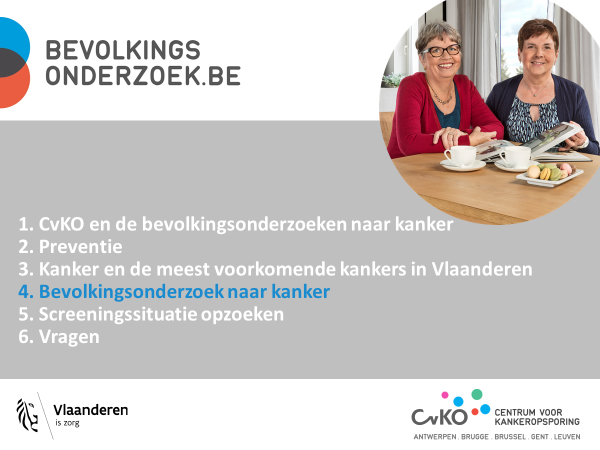 BEVOLKINGS
ONDERZOEK.BE
1. CvKO en de bevolkingsonderzoeken naar kanker
2. Preventie
3. Kanker en de meest voorkomende kankers in Vlaanderen
4. Bevolkingsonderzoek naar kanker
5. Screeningssituatie opzoeken
6. Vragen
Vlaanderen
is zorg
CvKO
CENTRUM VOOR
KANKEROPSPORING
ANTWERPEN . BRUGGE . BRUSSEL . GENT . LEUVEN